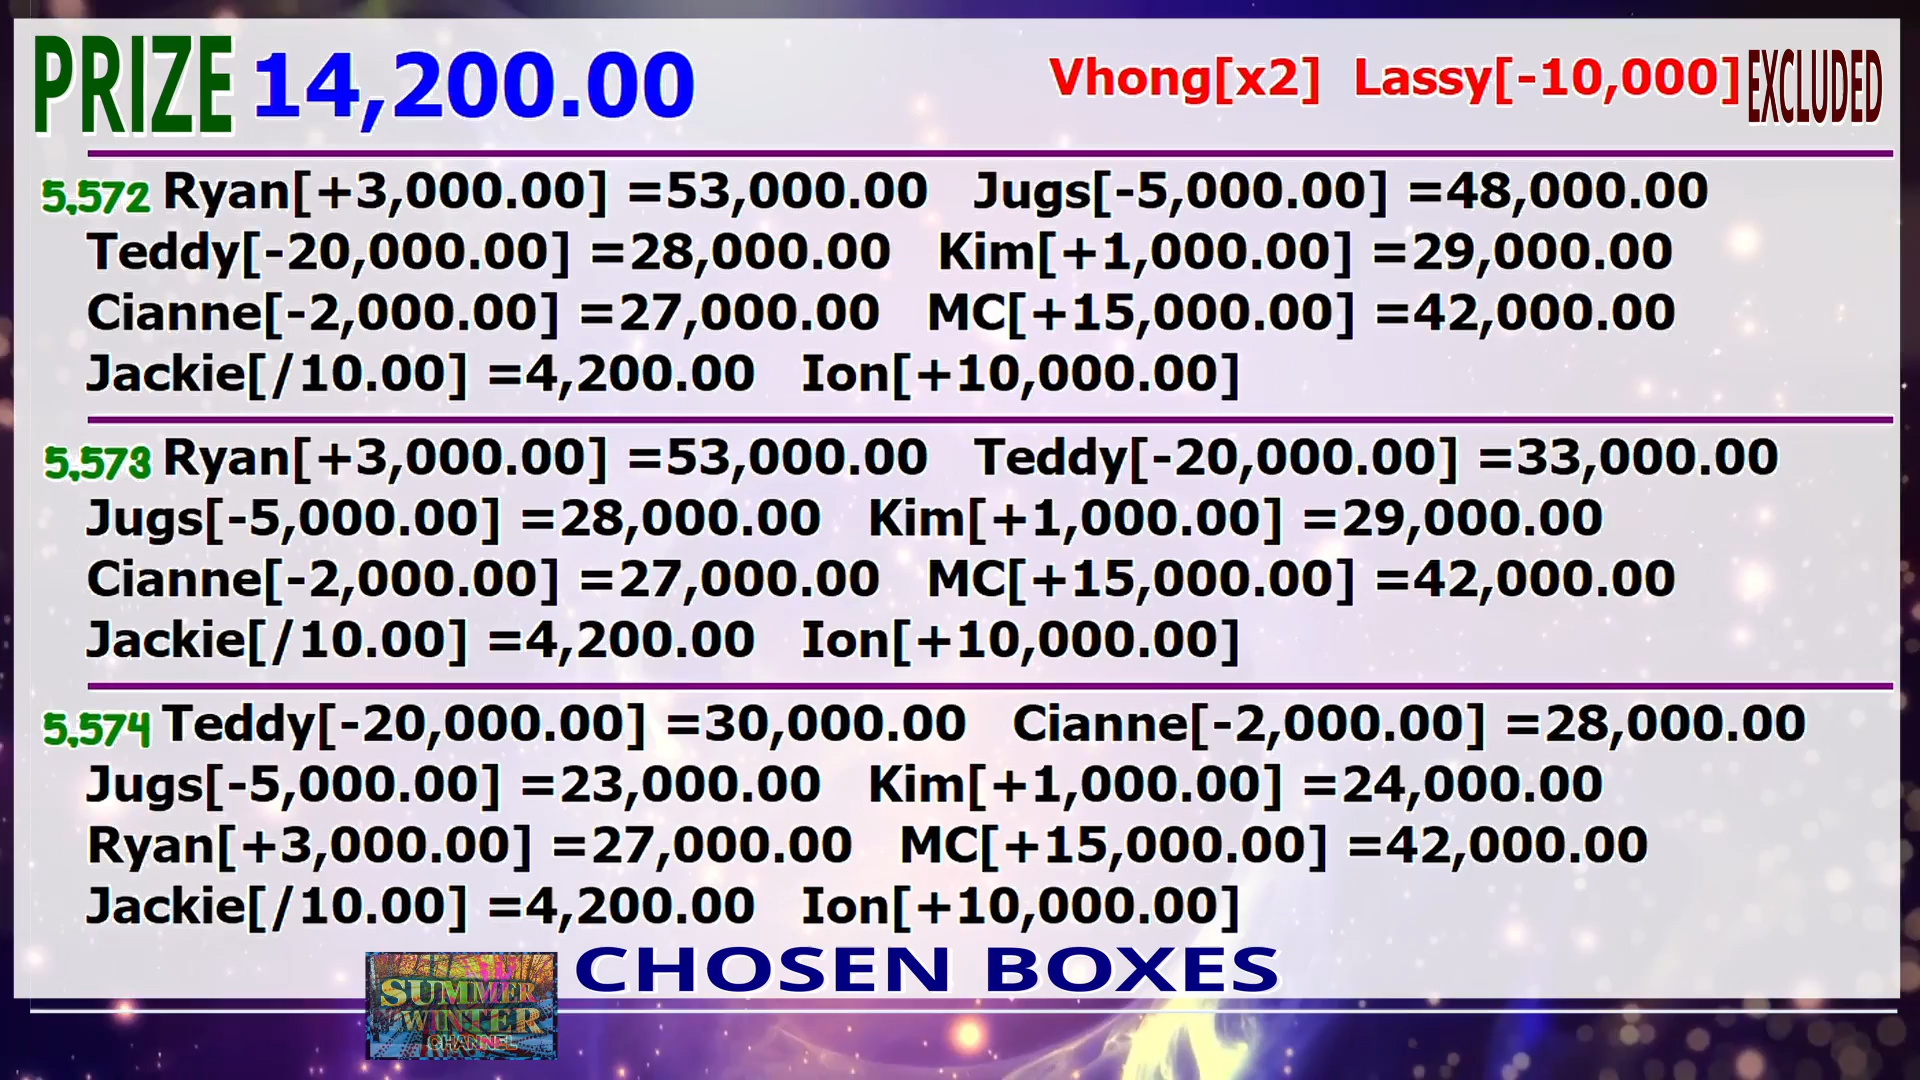 PRIZE 14,200.00 Vhong[x2] Lassy[-10,000] EXCLUDED
5,572 Ryan[+3,000.00] =53,000.00 Jugs[-5,000.00] =48,000.00
Teddy[-20,000.00] =28,000.00 Kim[+1,000.00] =29,000.00
Cianne[-2,000.00] =27,000.00 MC[+15,000.00] =42,000.00
Jackie[/10.00] =4,200.00 Ion[+10,000.00]
5,573 Ryan[+3,000.00] =53,000.00 Teddy[-20,000.00] =33,000.00
Jugs[-5,000.00] =28,000.00 Kim[+1,000.00] =29,000.00
Cianne[-2,000.00] =27,000.00 MC[+15,000.00] =42,000.00
Jackie[/10.00] =4,200.00 Ion[+10,000.00]
5,574 Teddy[-20,000.00] =30,000.00 Cianne[-2,000.00] =28,000.00
Jugs[-5,000.00] =23,000.00 Kim[+1,000.00] =24,000.00
Ryan[+3,000.00] =27,000.00 MC[+15,000.00] =42,000.00
Jackie[/10.00] =4,200.00 Ion[+10,000.00]
CHOSEN BOXES
SUMMER
WINTER
CHANNEL